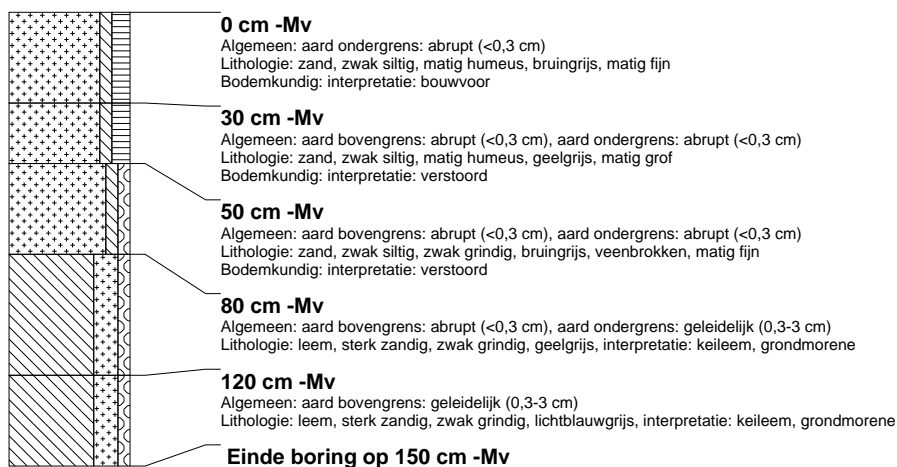 0 cm -Mv
Algemeen: aard ondergrens: abrupt (<0,3 cm)
Lithologie: zand, zwak siltig, matig humeus, bruingrijs, matig fijn
Bodemkundig: interpretatie: bouwvoor
30 cm -Mv
Algemeen: aard bovengrens: abrupt (<0,3 cm), aard ondergrens: abrupt (<0,3 cm)
Lithologie: zand, zwak siltig, matig humeus, geelgrijs, matig grof
Bodemkundig: interpretatie: verstoord
50 cm -Mv
Algemeen: aard bovengrens: abrupt (<0,3 cm), aard ondergrens: abrupt (<0,3 cm)
Lithologie: zand, zwak siltig, zwak grindig, bruingrijs, veenbrokken, matig fijn
Bodemkundig: interpretatie: verstoord
80 cm -Mv
Algemeen: aard bovengrens: abrupt (<0,3 cm), aard ondergrens: geleidelijk (0,3-3 cm)
Lithologie: leem, sterk zandig, zwak grindig, geelgrijs, interpretatie: keileem, grondmorene
120 cm -Mv
Algemeen: aard bovengrens: geleidelijk (0,3-3 cm)
Lithologie: leem, sterk zandig, zwak grindig, lichtblauwgrijs, interpretatie: keileem, grondmorene
Einde boring op 150 cm -Mv